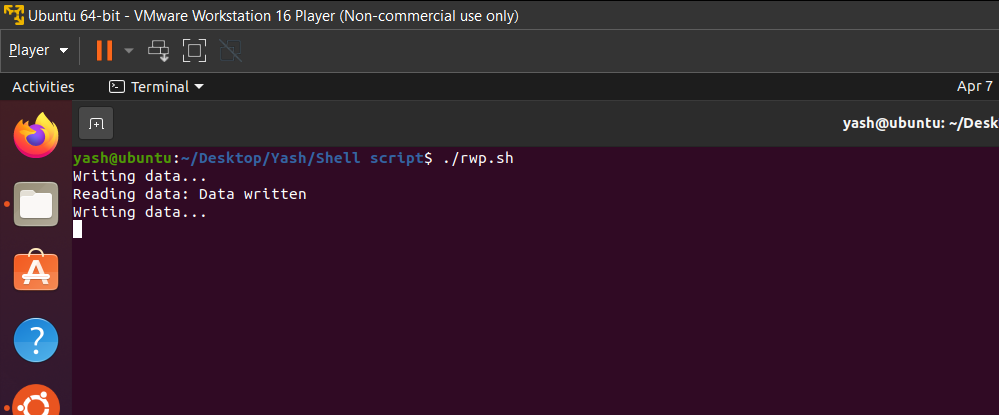 Ubuntu 64-bit - VMware Workstation 16 Player (Non-commercial use only)
Player
Activities Terminal Apr 7
yash@ubuntu: ~/Desk
yash@ubuntu:~/Desktop/Yash/Shell script$ ./rwp.sh
Writing data...
Reading data: Data written
Writing data...